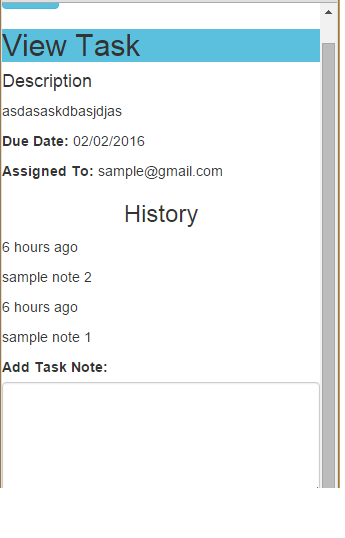 View Task
Description
asdasaskdbasjdjas
Due Date: 02/02/2016
Assigned To: sample@gmail.com
History
6 hours ago
sample note 2
6 hours ago
sample note 1
Add Task Note: